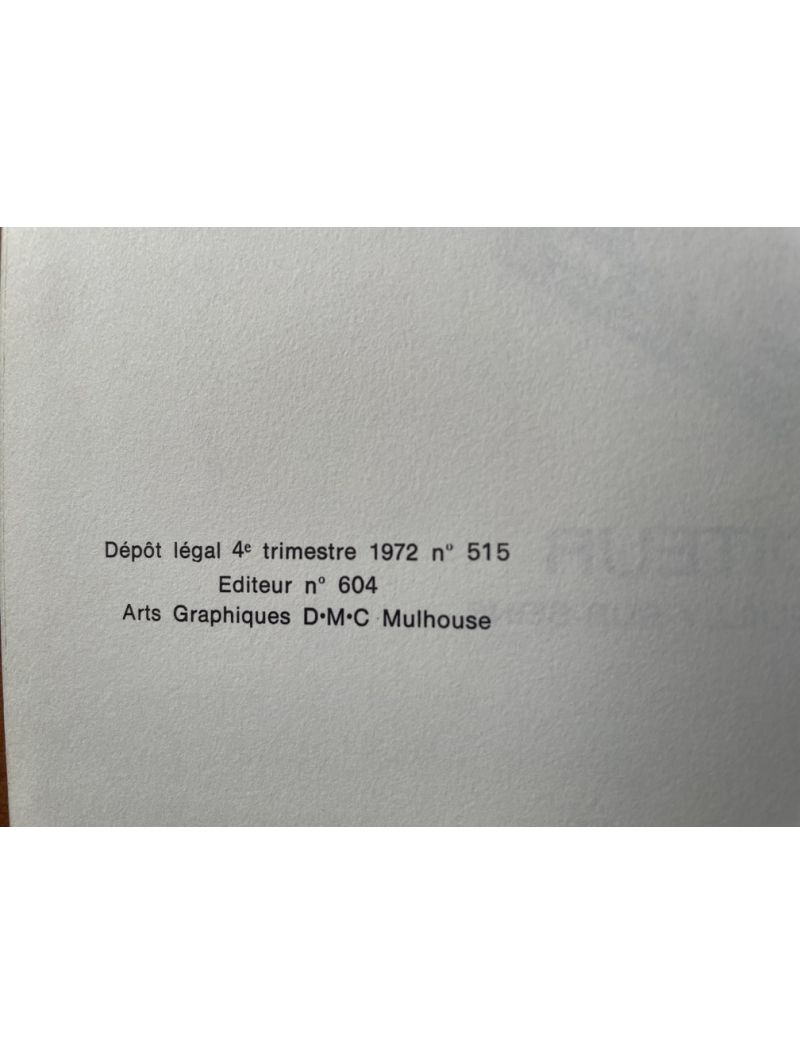 Dépôt légal 4e trimestre 1972 nº 515
Editeur nº 604
Arts Graphiques D•M•C Mulhouse